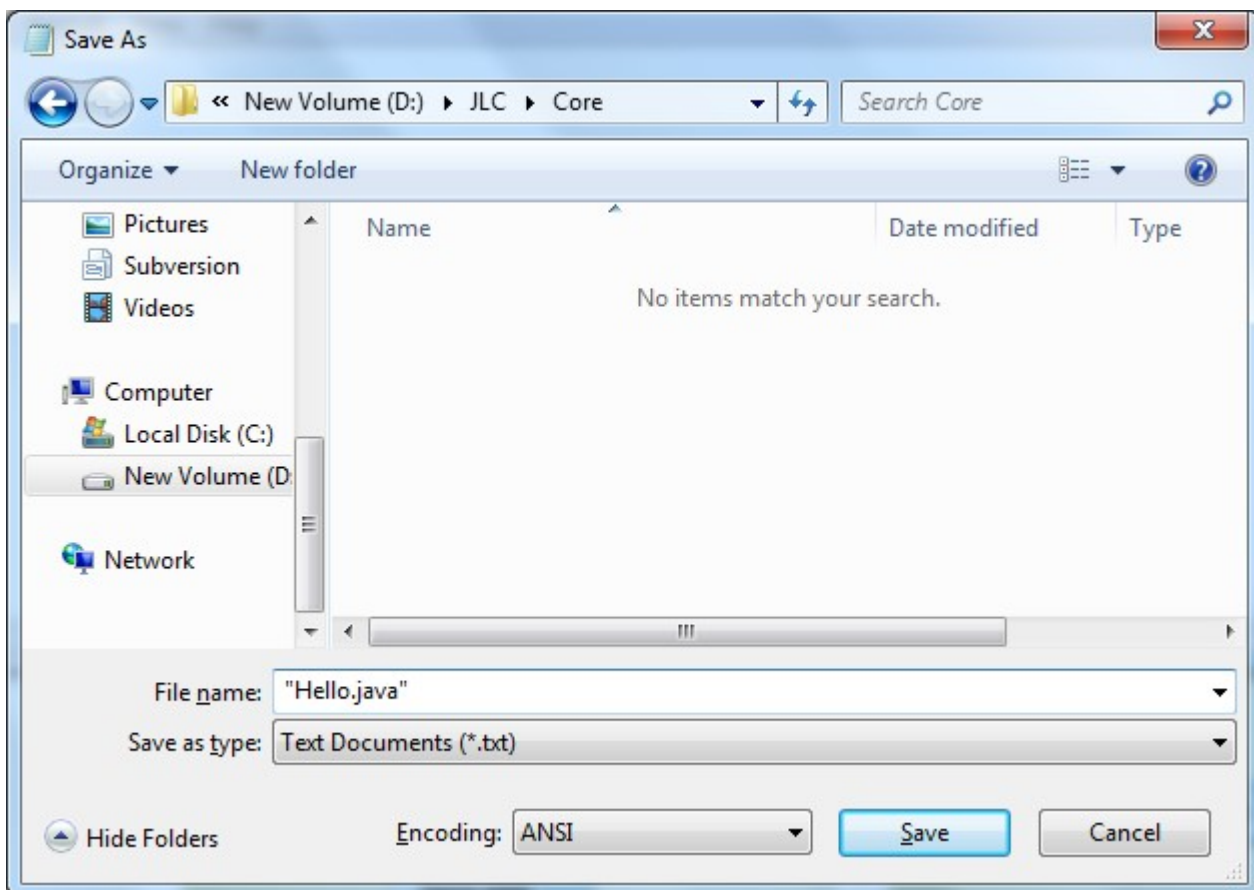 Save As
« New Volume (D:) JLC Core Search Core
Organize New folder
Pictures Name Date modified Type
Subversion
No items match your search.
Videos
Computer
Local Disk (C:)
New Volume (D:
Network
File name: "Hello.java"
Save as type: Text Documents (*.txt)
Hide Folders Encoding: ANSI Save Cancel